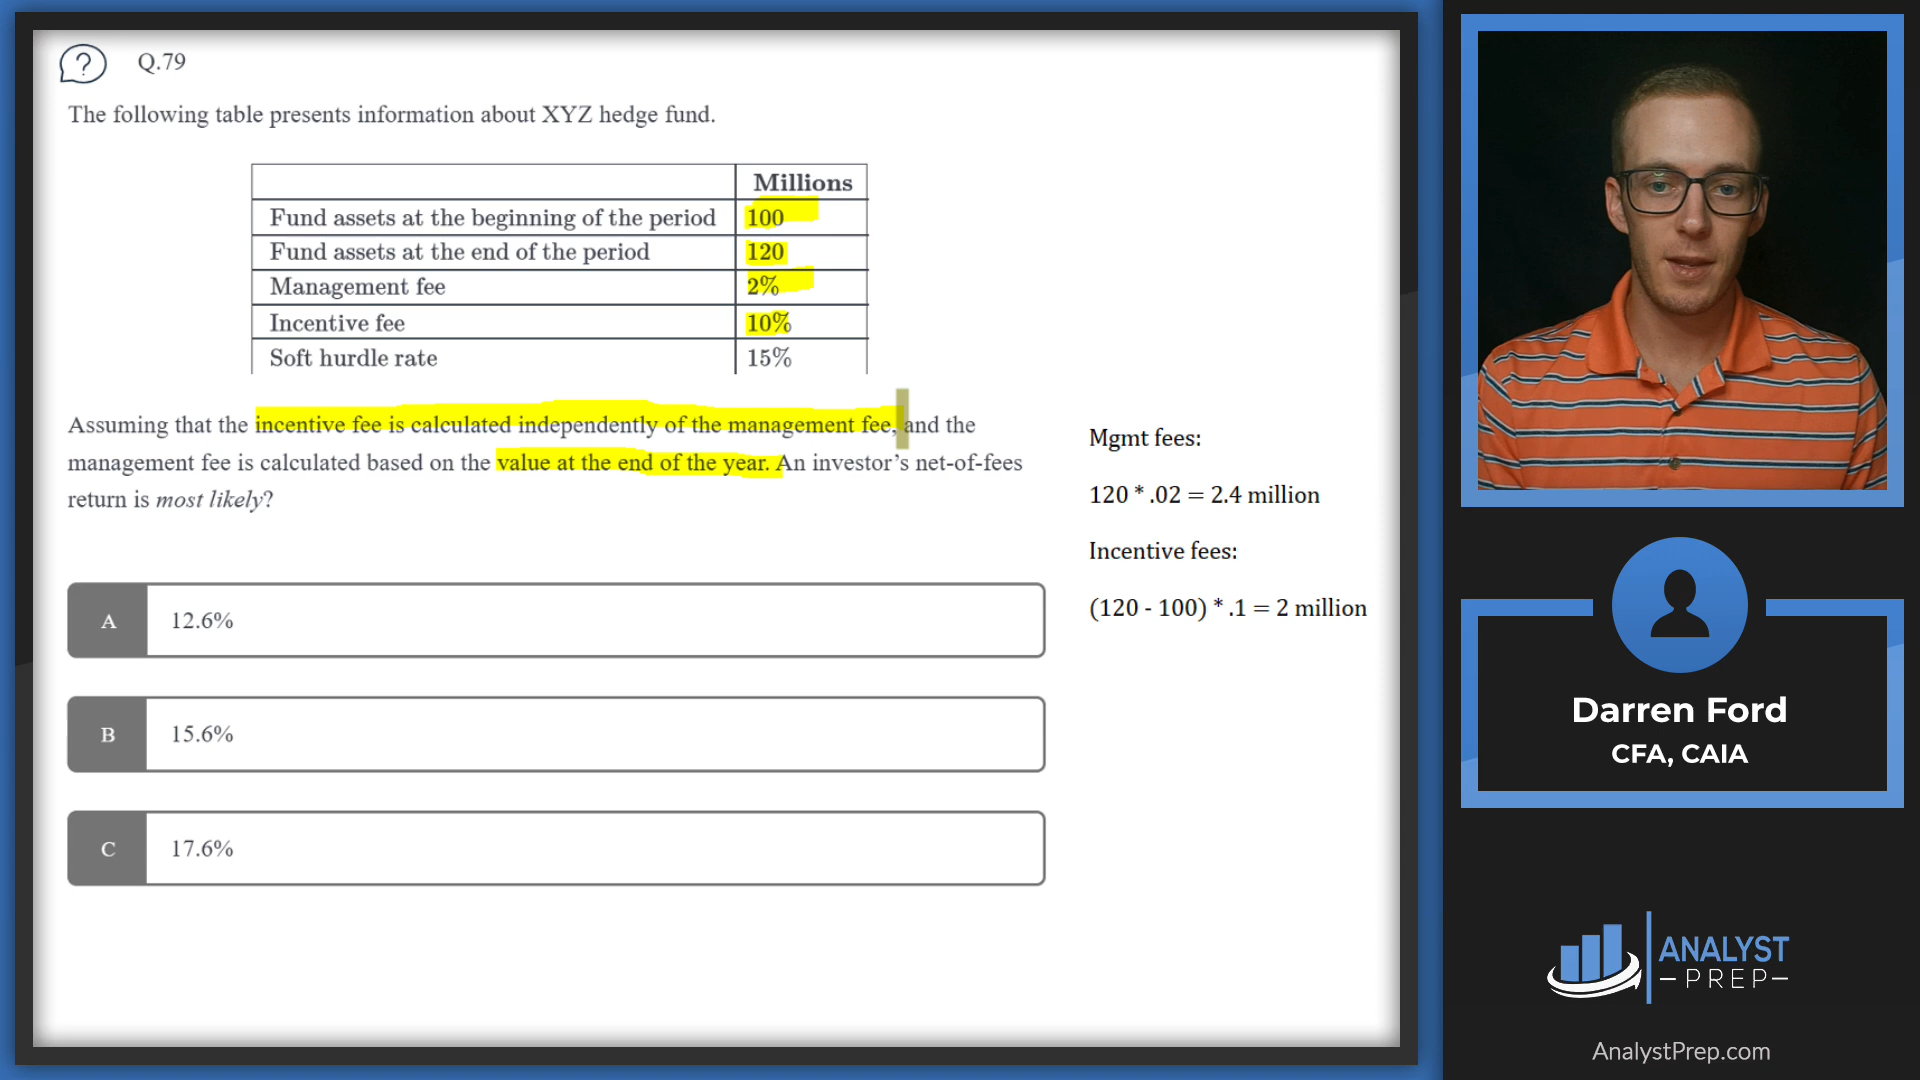 ?
Q.79
The following table presents information about XYZ hedge fund.
Millions
Fund assets at the beginning of the period 100
Fund assets at the end of the period 120
Management fee 2%
Incentive fee 10%
Soft hurdle rate 15%
Assuming that the incentive fee is calculated independently of the management fee, and the
management fee is calculated based on the value at the end of the year. An investor’s net-of-fees
return is most likely?
A 12.6%
B 15.6%
C 17.6%
Mgmt fees:
120 * .02 = 2.4 million
Incentive fees:
(120 - 100) * .1 = 2 million
Darren Ford
CFA, CAIA
ANALYST
PREP
AnalystPrep.com